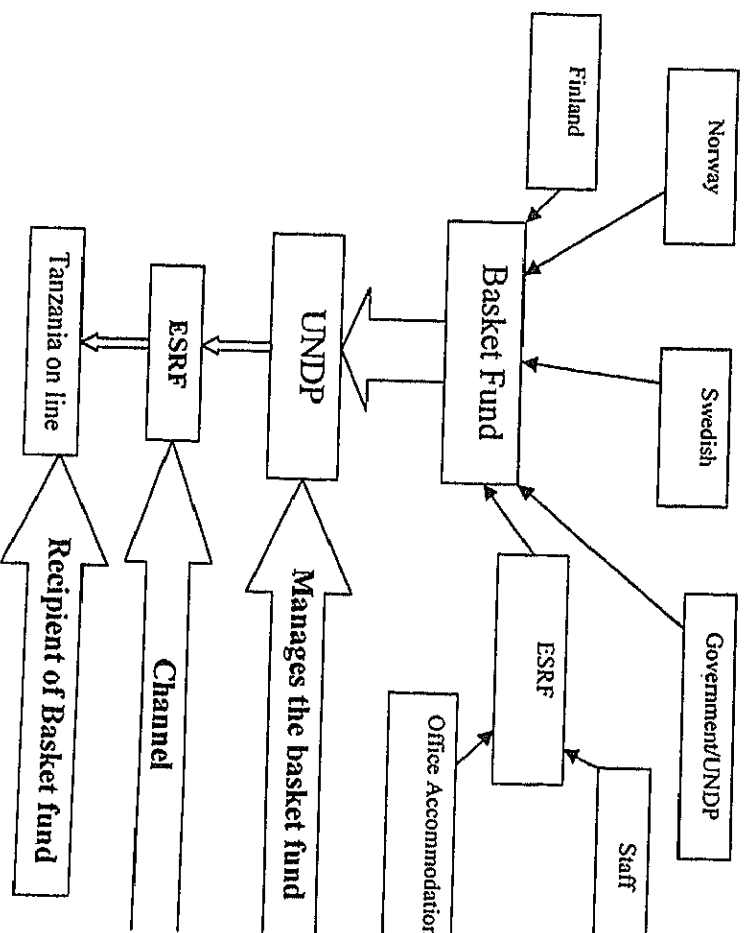 Norway
Swedish
Government/UNDP
Finland
Staff
ESRF
Basket Fund
Office Accommodation
UNDP
Manages the basket fund
ESRF
Channel
Tanzania on line
Recipient of Basket fund